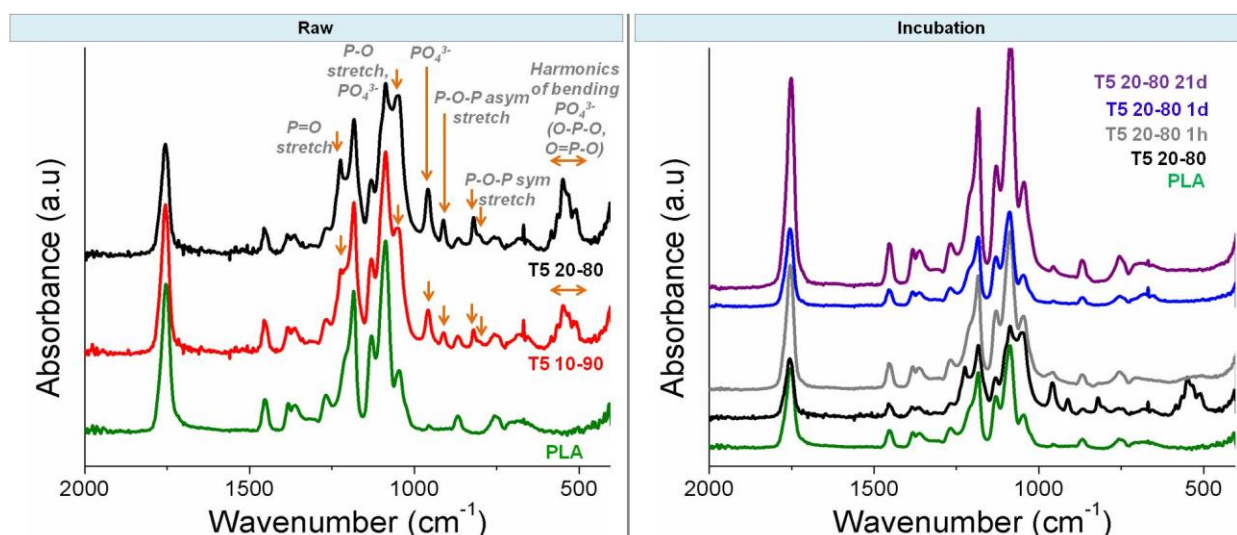 Raw
P-O
stretch,
PO₄³⁻
PO₄³⁻
Harmonics
of bending
PO₄³⁻
(O-P-O,
O=P-O)
P-O-P asym
stretch
P=O
stretch
P-O-P sym
stretch
T5 20-80
T5 10-90
PLA
Absorbance (a.u)
2000
1500
1000
500
Wavenumber (cm⁻¹)
Incubation
T5 20-80 21d
T5 20-80 1d
T5 20-80 1h
T5 20-80
PLA
Absorbance (a.u)
2000
1500
1000
500
Wavenumber (cm⁻¹)